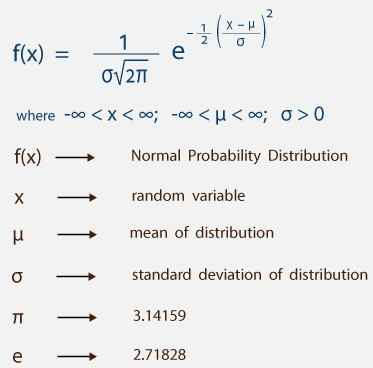 f(x) = 1/(σ√2π) e^(-1/2 ((x – μ)/σ)^2)
where -∞ < x < ∞; -∞ < μ < ∞; σ > 0
f(x) → Normal Probability Distribution
x → random variable
μ → mean of distribution
σ → standard deviation of distribution
π → 3.14159
e → 2.71828